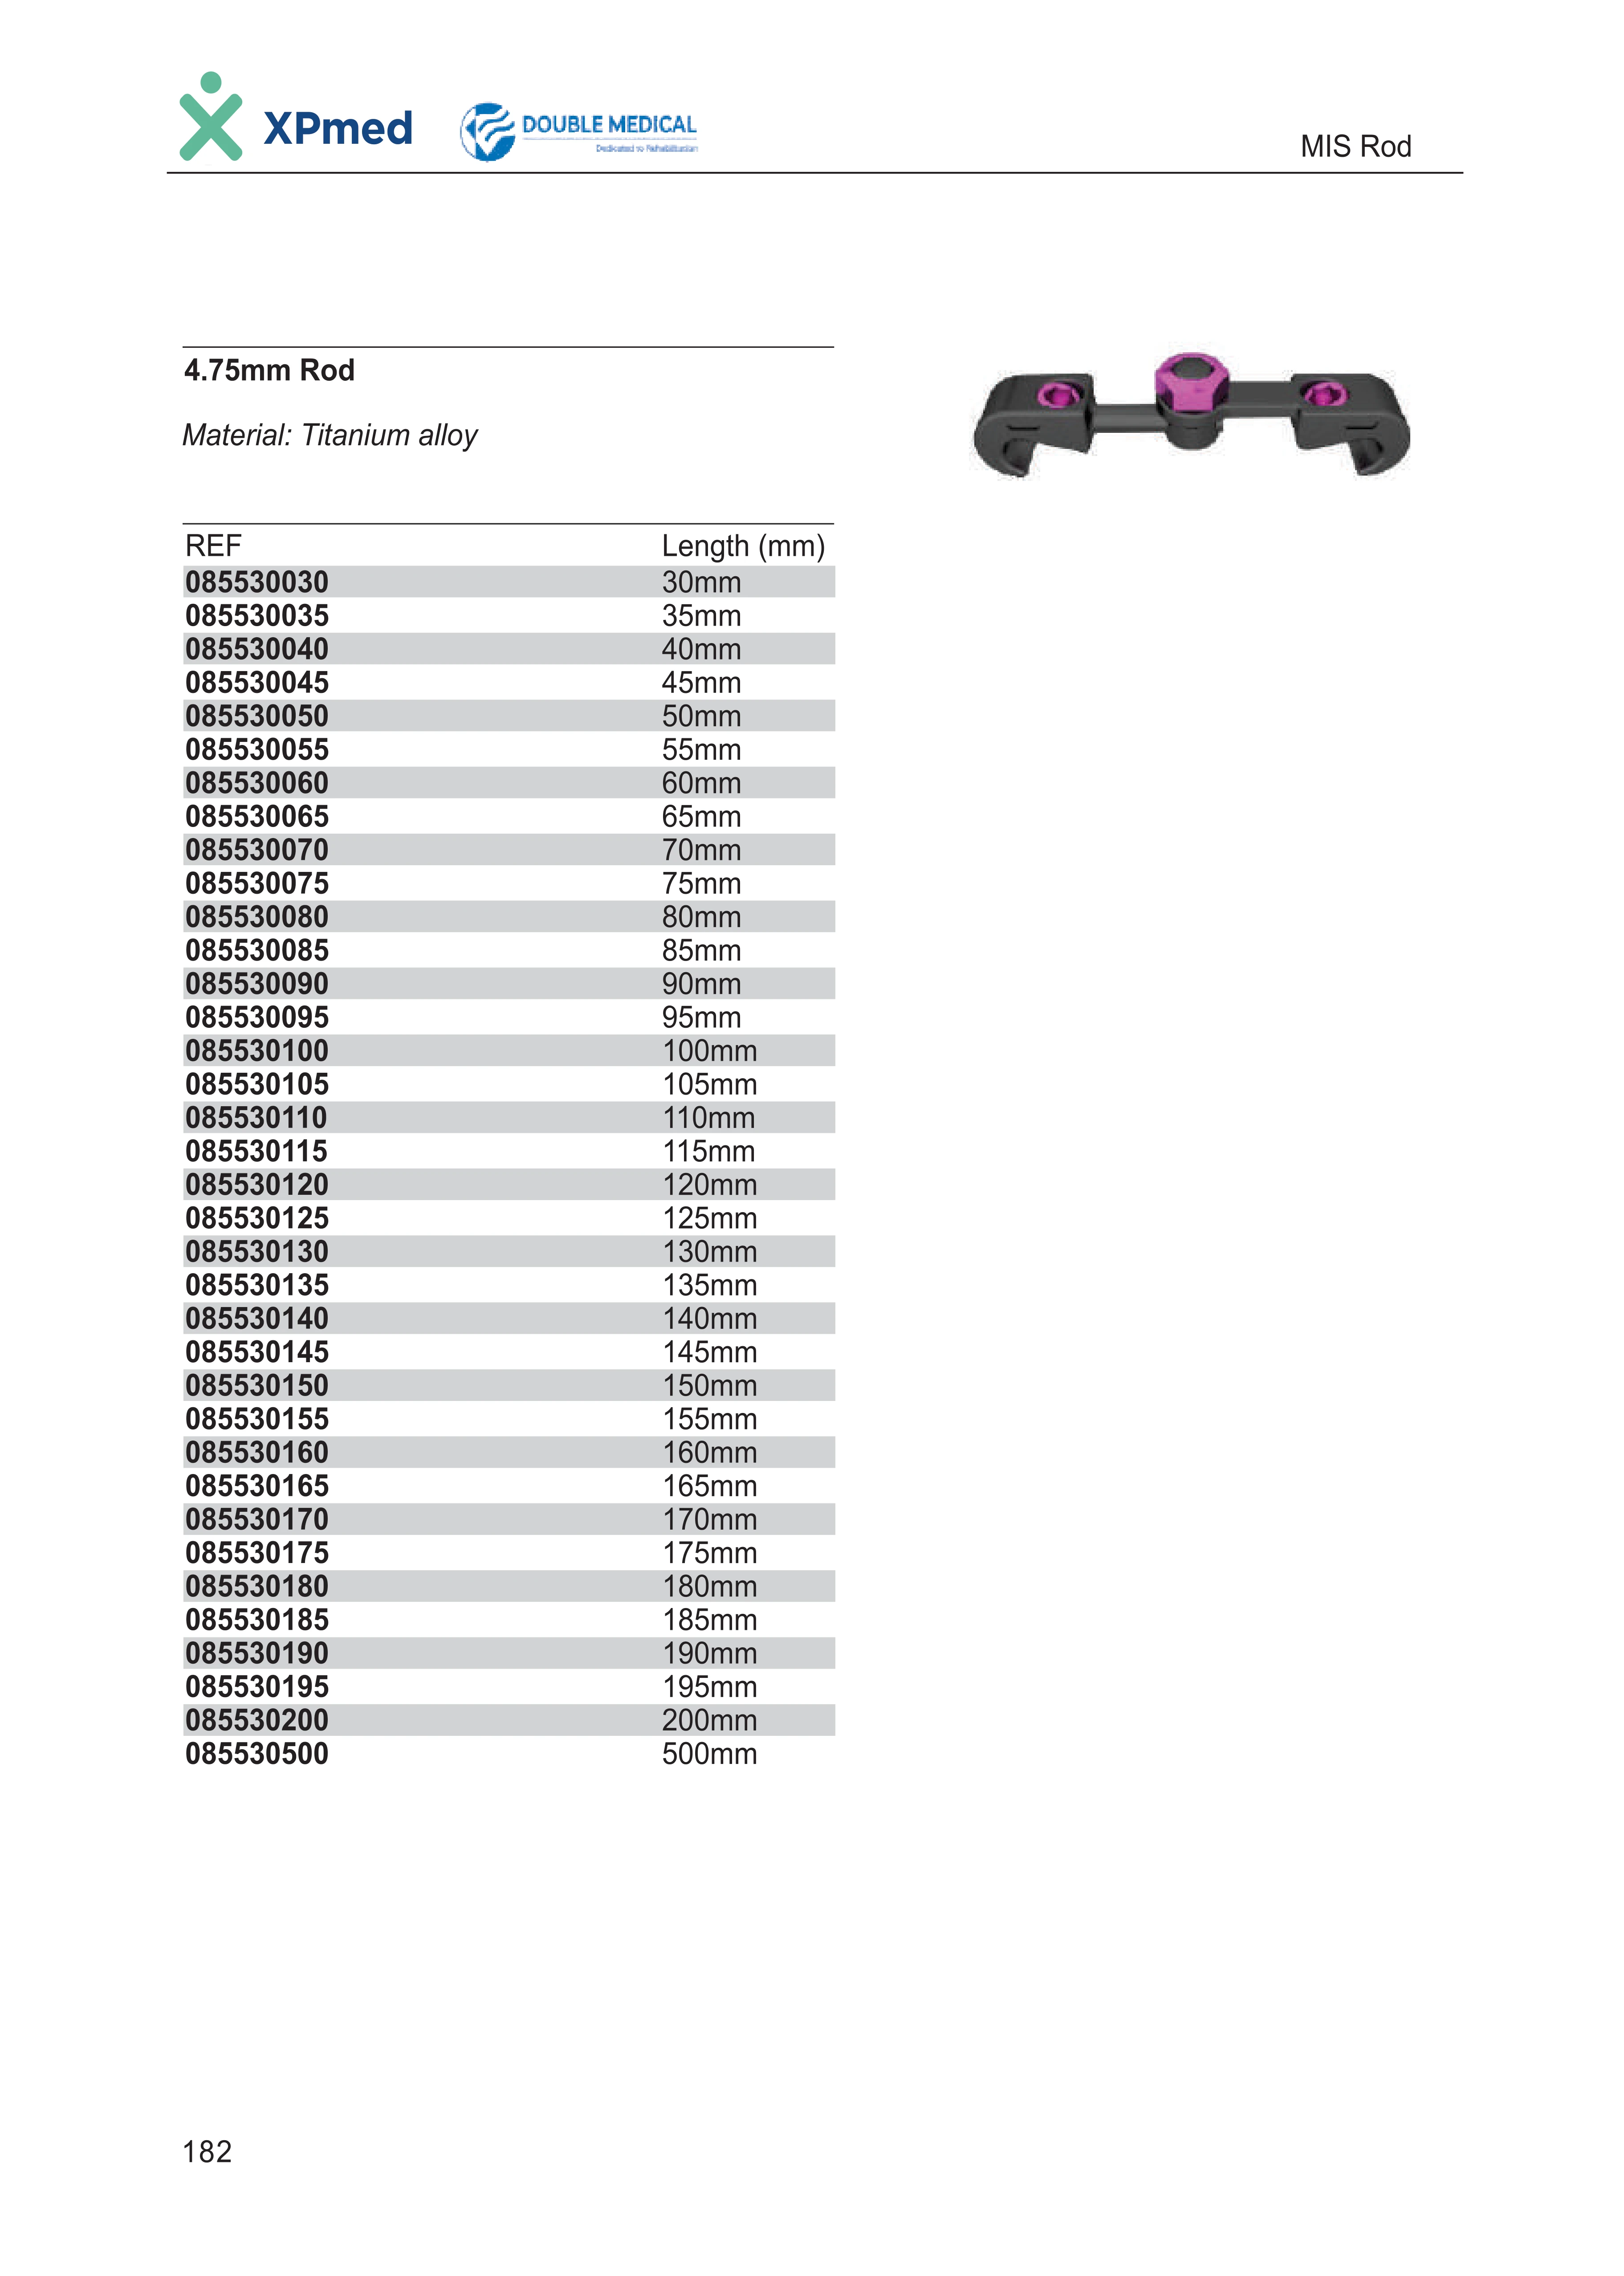 XPmed
DOUBLE MEDICAL
Dedicated to Rehabilitation
MIS Rod
4.75mm Rod
Material: Titanium alloy
REF Length (mm)
085530030 30mm
085530035 35mm
085530040 40mm
085530045 45mm
085530050 50mm
085530055 55mm
085530060 60mm
085530065 65mm
085530070 70mm
085530075 75mm
085530080 80mm
085530085 85mm
085530090 90mm
085530095 95mm
085530100 100mm
085530105 105mm
085530110 110mm
085530115 115mm
085530120 120mm
085530125 125mm
085530130 130mm
085530135 135mm
085530140 140mm
085530145 145mm
085530150 150mm
085530155 155mm
085530160 160mm
085530165 165mm
085530170 170mm
085530175 175mm
085530180 180mm
085530185 185mm
085530190 190mm
085530195 195mm
085530200 200mm
085530500 500mm
182